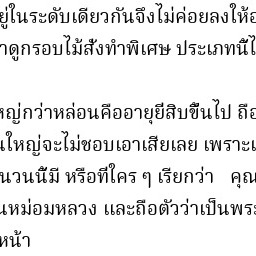 ยู่ในระดับเดียวกันจึงไม่ค่อยลงให้
าดูกรอบไม้สั่งทำพิเศษ ประเภทนี้ไ
หญ่กว่าหล่อนคืออายุยี่สิบขึ้นไป ถือ
นใหญ่จะไม่ชอบเอาเสียเลย เพราะเ
นวนนี้มี หรือที่ใคร ๆ เรียกว่า คุณ
นหม่อมหลวง และถือตัวว่าเป็นพระ
หน้า